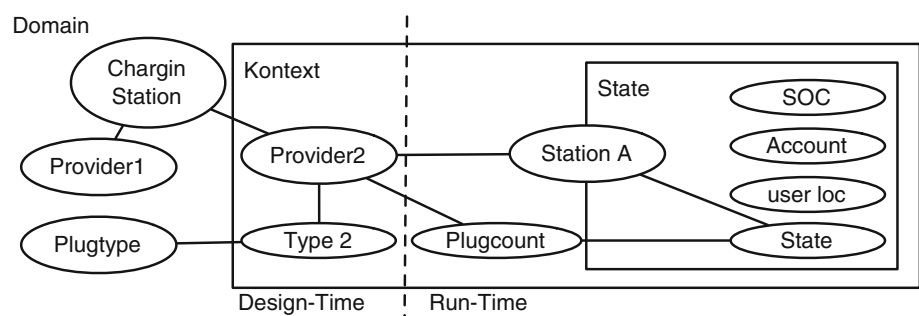 Domain
Chargin
Station
Kontext
State
SOC
Account
user loc
State
Provider1
Provider2
Station A
Plugtype
Type 2
Plugcount
Design-Time
Run-Time